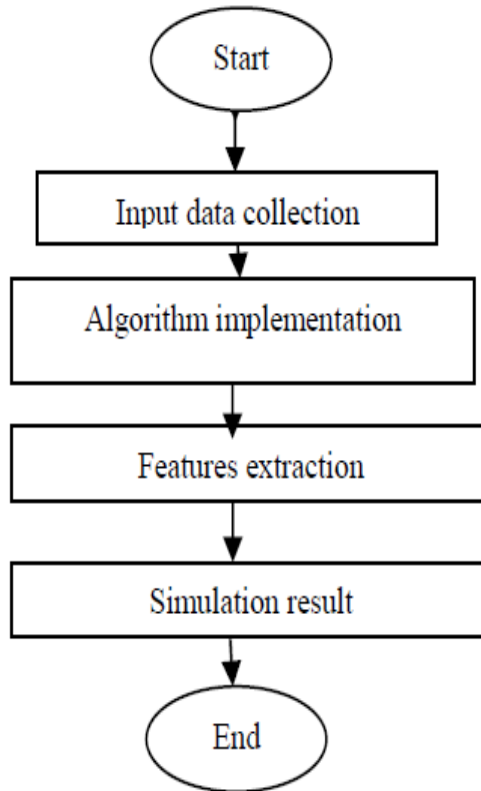 Start
Input data collection
Algorithm implementation
Features extraction
Simulation result
End